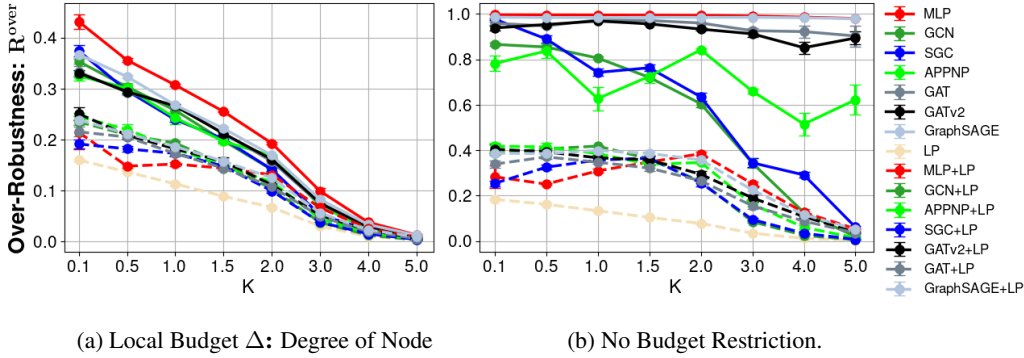 Over-Robustness: R^over
0.4
0.3
0.2
0.1
0.0
0.1 0.5 1.0 1.5 2.0 3.0 4.0 5.0
K
(a) Local Budget Δ: Degree of Node
1.0
0.8
0.6
0.4
0.2
0.0
0.1 0.5 1.0 1.5 2.0 3.0 4.0 5.0
K
(b) No Budget Restriction.
MLP
GCN
SGC
APPNP
GAT
GATv2
GraphSAGE
LP
MLP+LP
GCN+LP
APPNP+LP
SGC+LP
GATv2+LP
GAT+LP
GraphSAGE+LP